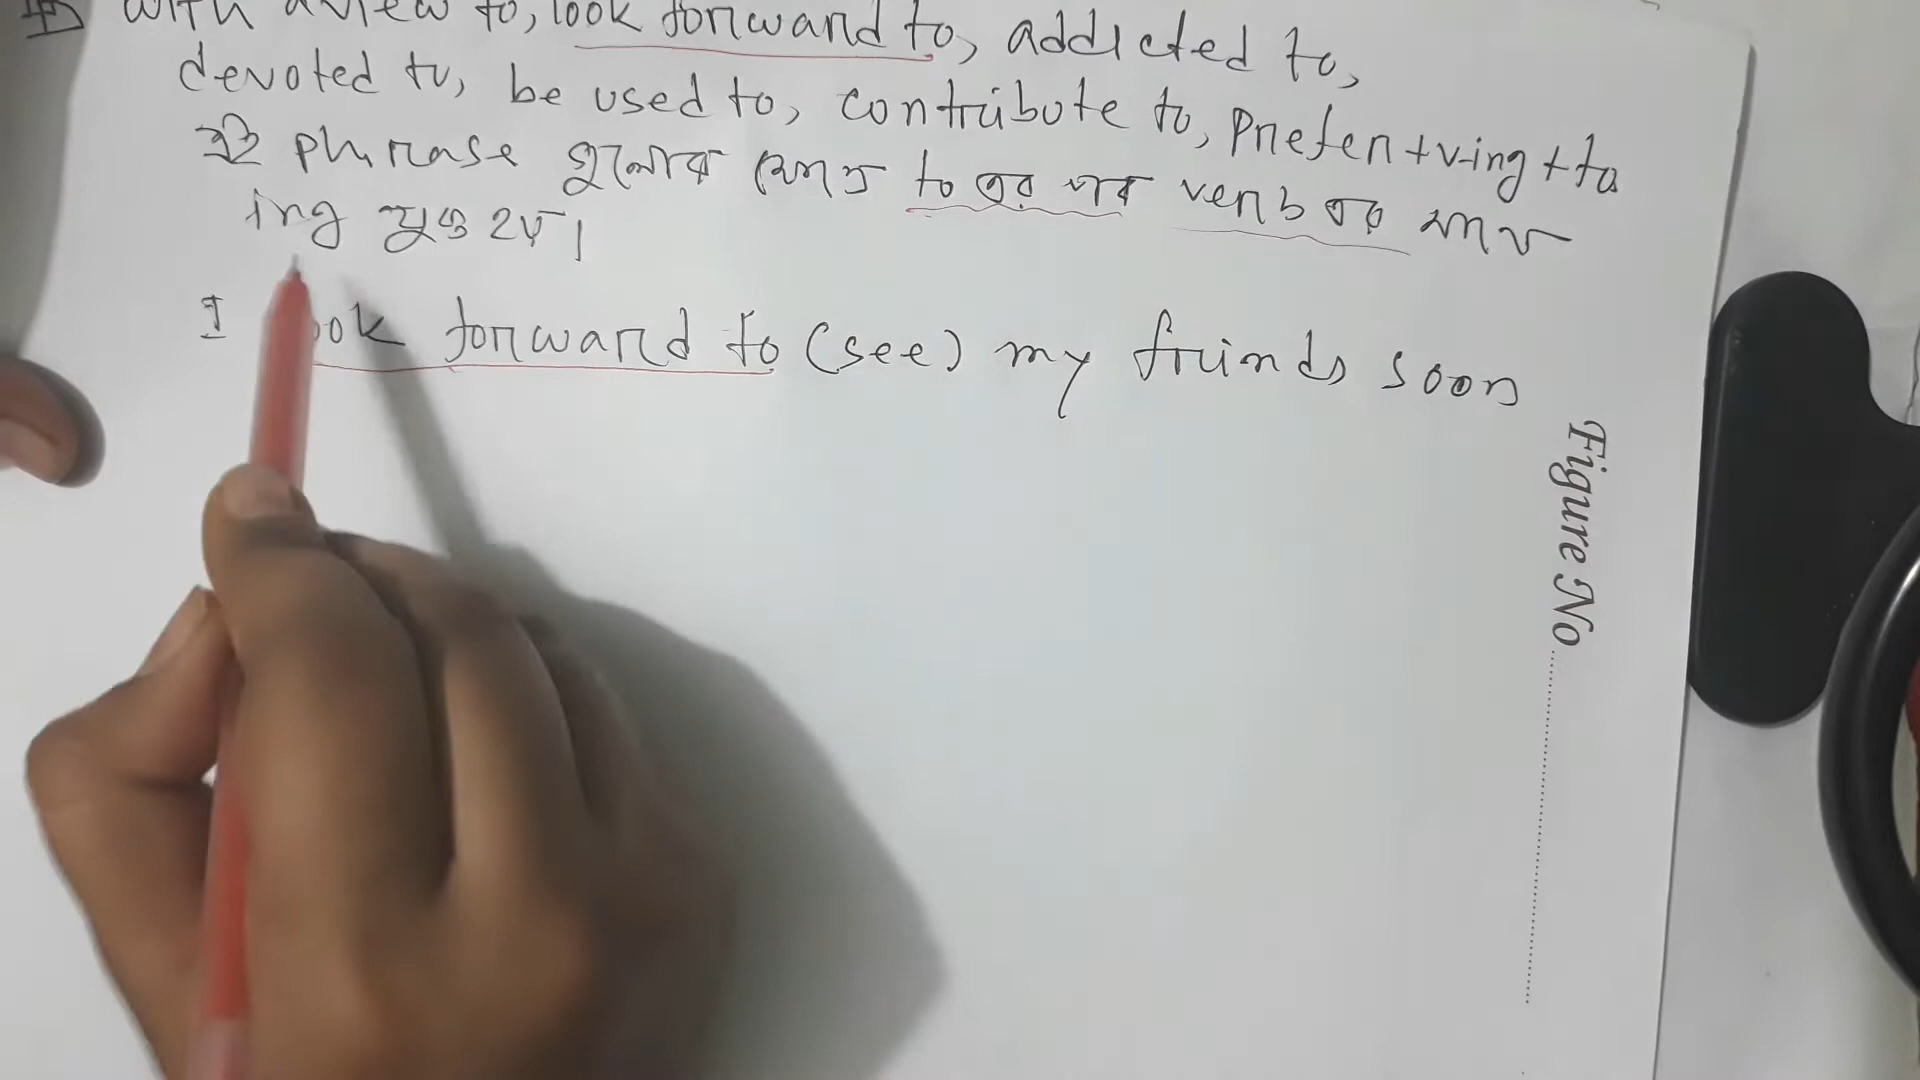 with a view to, look forward to, addicted to,
devoted to, be used to, contribute to, prefer+v-ing+to
এই phrase গুলোর ক্ষেত্রে to এর পর verb এর সাথে
ing যুক্ত হয়।
I look forward to (see) my friends soon
Figure No